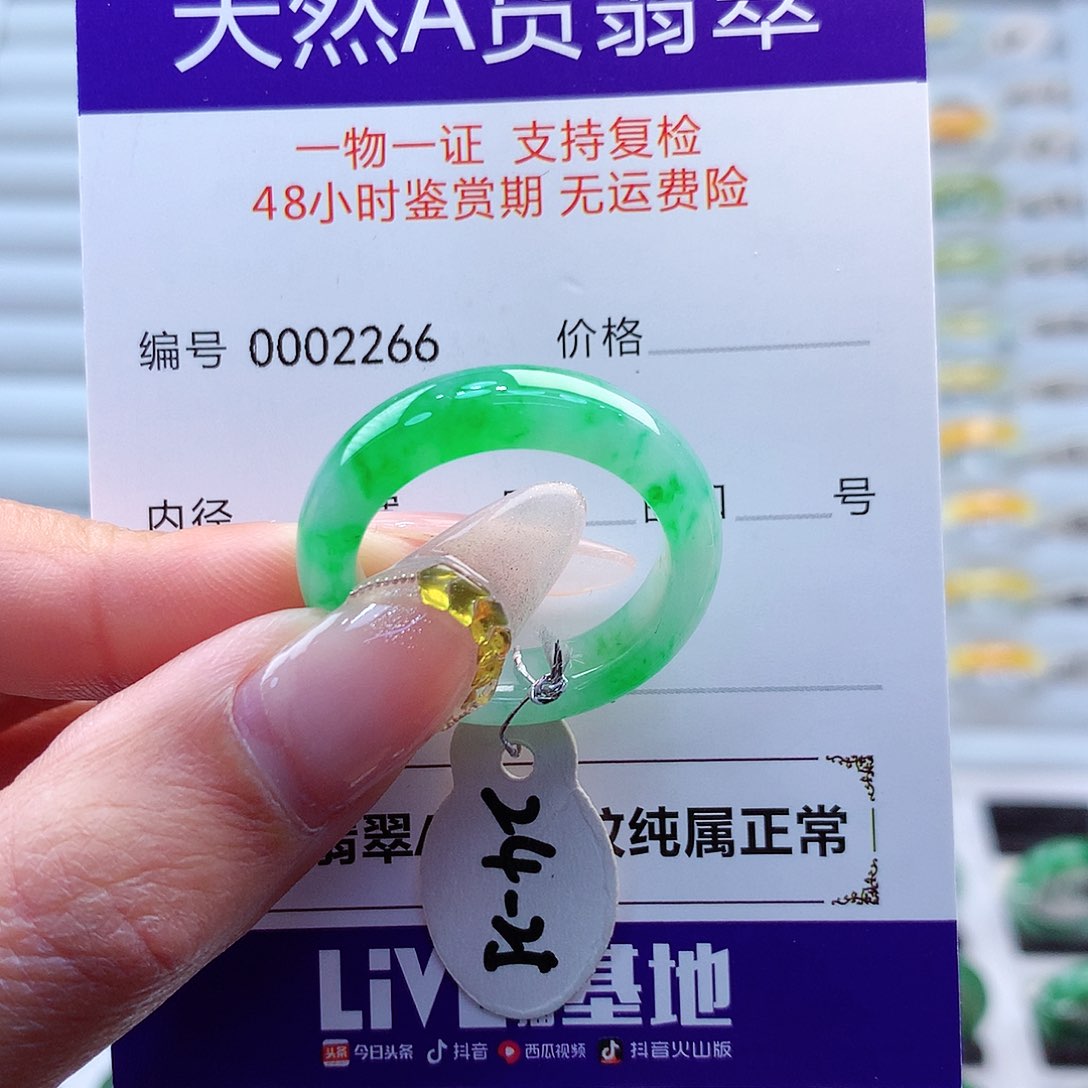 天然A货翡翠
一物一证 支持复检
48小时鉴赏期 无运费险
编号 0002266 价格
内径 号
翡翠 纹纯属正常
LiV 基地
头条 今日头条 抖音 西瓜视频 抖音火山版